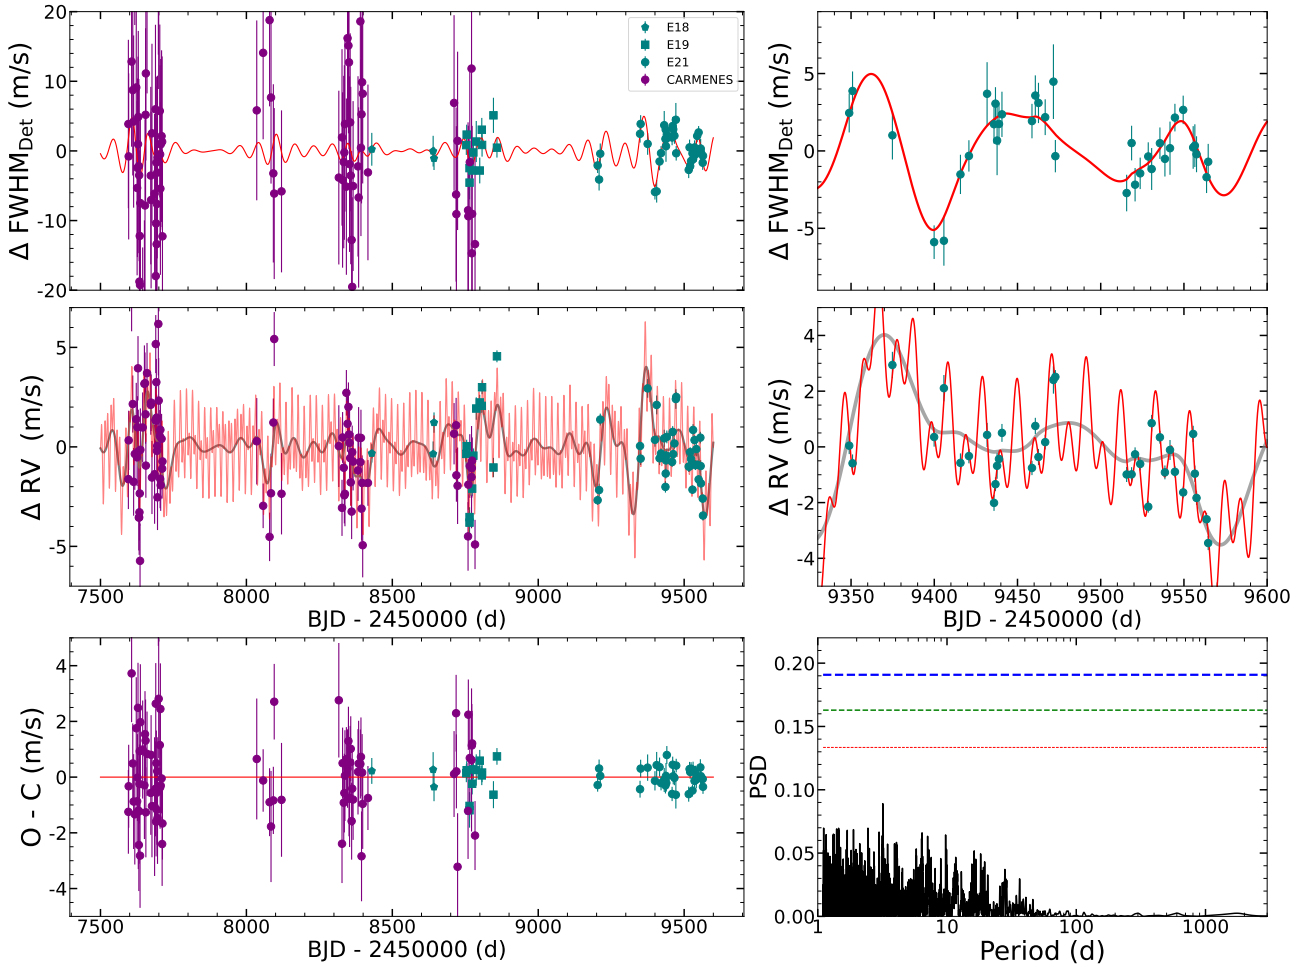 20
10
0
-10
-20
Δ FWHM_Det (m/s)
E18
E19
E21
CARMENES
5
0
-5
Δ FWHM_Det (m/s)
5
0
-5
Δ RV (m/s)
7500 8000 8500 9000 9500
BJD - 2450000 (d)
4
2
0
-2
-4
Δ RV (m/s)
9350 9400 9450 9500 9550 9600
BJD - 2450000 (d)
4
2
0
-2
-4
O - C (m/s)
7500 8000 8500 9000 9500
BJD - 2450000 (d)
0.20
0.15
0.10
0.05
0.00
PSD
1 10 100 1000
Period (d)